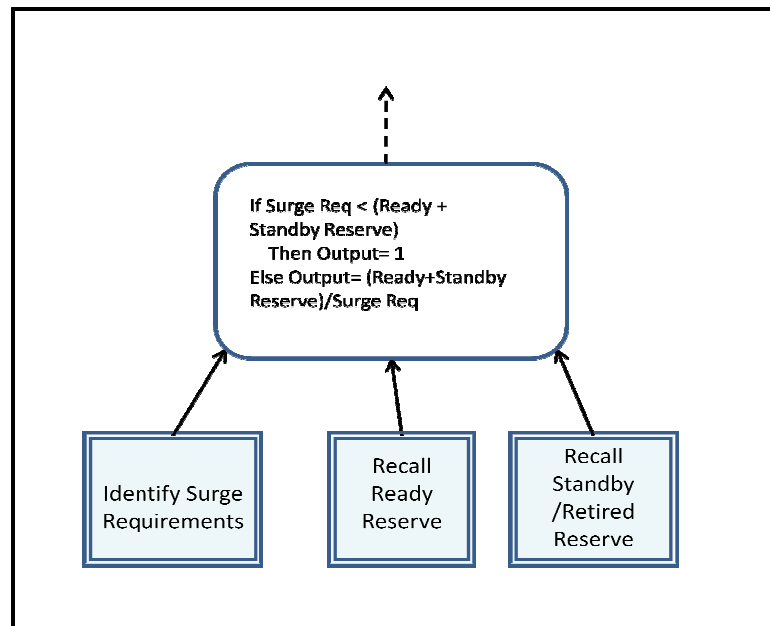 If Surge Req < (Ready +
Standby Reserve)
Then Output= 1
Else Output= (Ready+Standby
Reserve)/Surge Req
Identify Surge
Requirements
Recall
Ready
Reserve
Recall
Standby
/Retired
Reserve